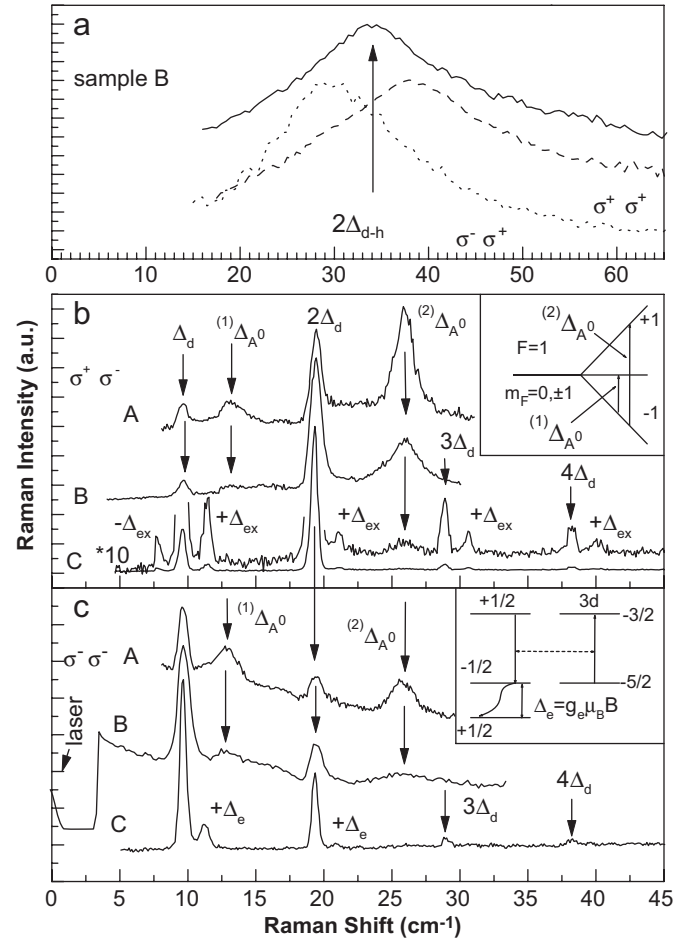 a
sample B
2Δd-h
σ- σ+
σ+ σ+
0 10 20 30 40 50 60
Raman Intensity (a.u.)
b
σ+ σ-
Δd
(1)ΔA0
2Δd
(2)ΔA0
A
B
C *10
-Δex
+Δex
+Δex
3Δd
4Δd
+Δex
+Δex
(2)ΔA0
+1
F=1
mF=0,±1
(1)ΔA0
-1
c
σ- σ-
(1)ΔA0
(2)ΔA0
A
B
C
laser
+Δe
+Δe
3Δd
4Δd
+1/2
3d
-3/2
-1/2
-5/2
+1/2
Δe=geμBB
0 5 10 15 20 25 30 35 40 45
Raman Shift (cm-1)